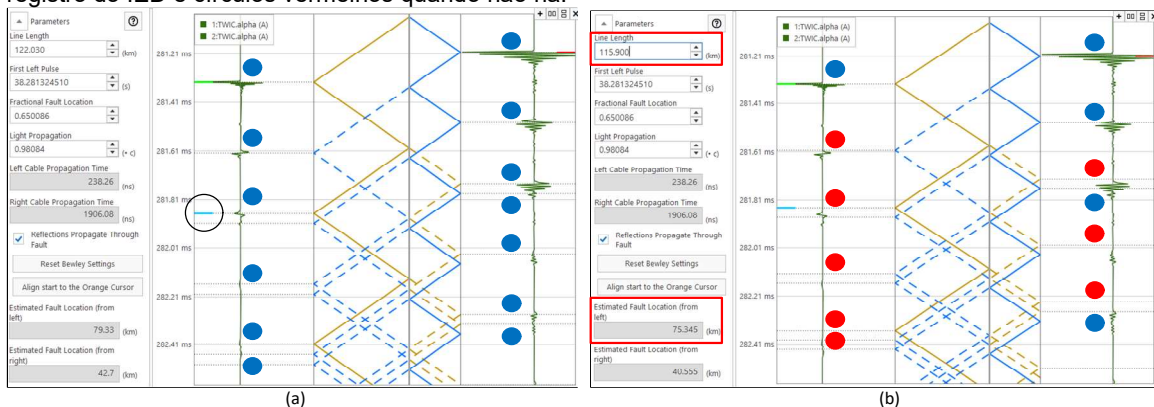 registro do IED e círculos vermelhos quando não há.
Parameters
Line Length
122.030
(km)
First Left Pulse
38.281324510
(s)
Fractional Fault Location
0.650086
Light Propagation
0.98084
(* c)
Left Cable Propagation Time
238.26
(ns)
Right Cable Propagation Time
1906.08
(ns)
Reflections Propagate Through
Fault
Reset Bewley Settings
Align start to the Orange Cursor
Estimated Fault Location (from
left)
79.33
(km)
Estimated Fault Location (from
right)
42.7
(km)
1:TWIC.alpha (A)
2:TWIC.alpha (A)
281.21 ms
281.41 ms
281.61 ms
281.81 ms
282.01 ms
282.21 ms
282.41 ms
(a)
Parameters
Line Length
115.900
(km)
First Left Pulse
38.281324510
(s)
Fractional Fault Location
0.650086
Light Propagation
0.98084
(* c)
Left Cable Propagation Time
238.26
(ns)
Right Cable Propagation Time
1906.08
(ns)
Reflections Propagate Through
Fault
Reset Bewley Settings
Align start to the Orange Cursor
Estimated Fault Location (from
left)
75.345
(km)
Estimated Fault Location (from
right)
40.555
(km)
1:TWIC.alpha (A)
2:TWIC.alpha (A)
281.21 ms
281.41 ms
281.61 ms
281.81 ms
282.01 ms
282.21 ms
282.41 ms
(b)